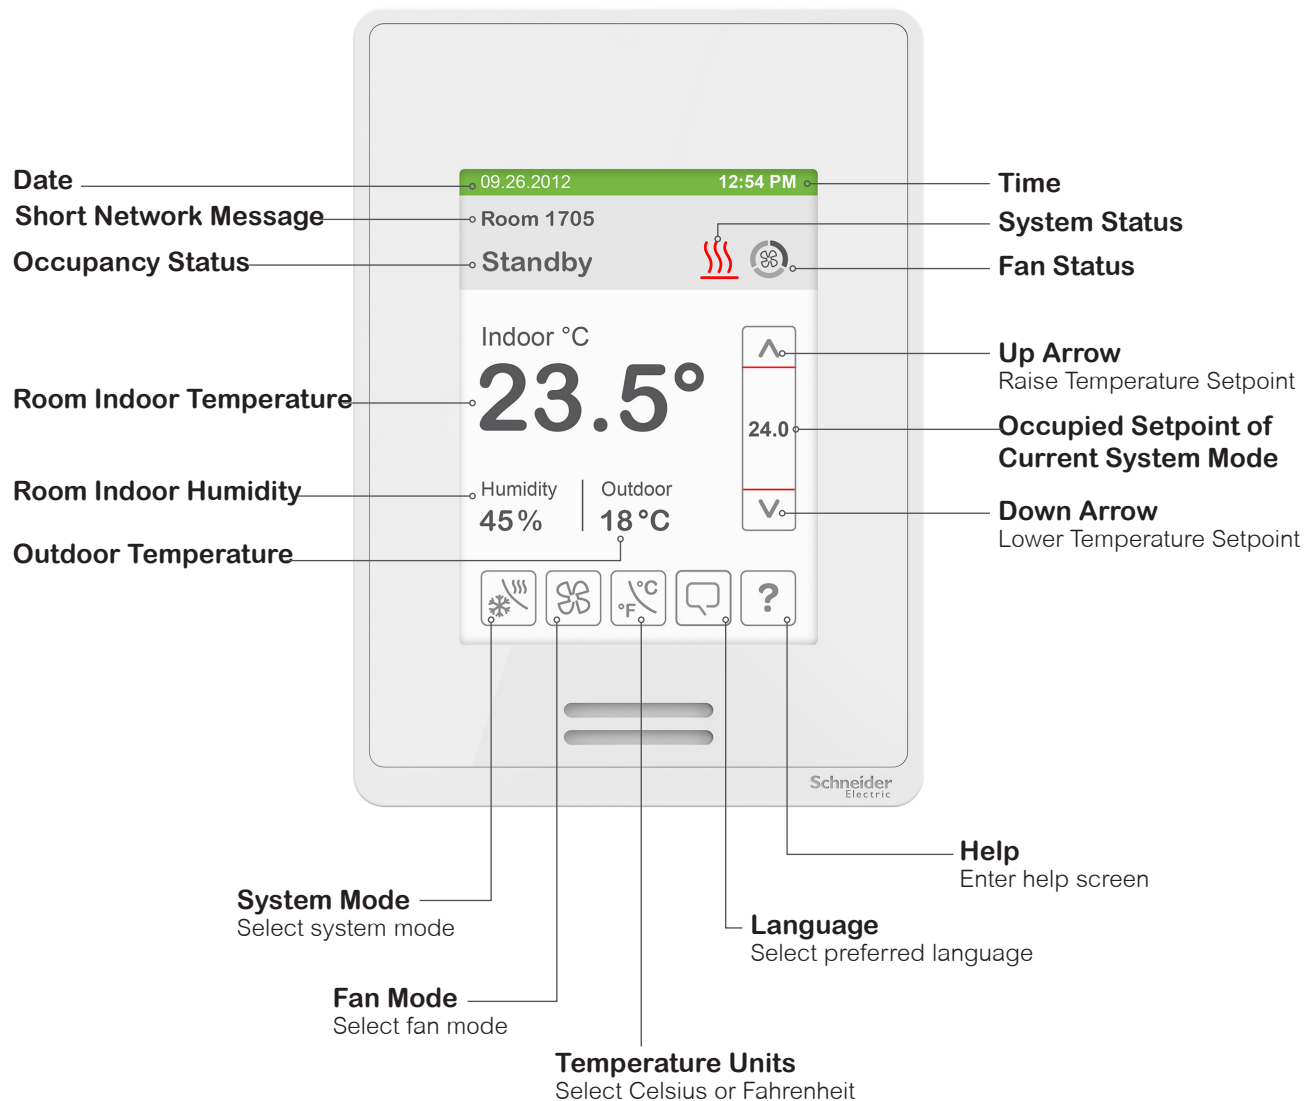 Date
09.26.2012
12:54 PM
Time
Short Network Message
Room 1705
System Status
Occupancy Status
Standby
Fan Status
Indoor °C
Up Arrow
Raise Temperature Setpoint
Room Indoor Temperature
23.5°
24.0
Occupied Setpoint of
Current System Mode
Room Indoor Humidity
Humidity
45%
Outdoor
18°C
Down Arrow
Lower Temperature Setpoint
Outdoor Temperature
°C
°F
?
Schneider
Electric
Help
Enter help screen
System Mode
Select system mode
Language
Select preferred language
Fan Mode
Select fan mode
Temperature Units
Select Celsius or Fahrenheit